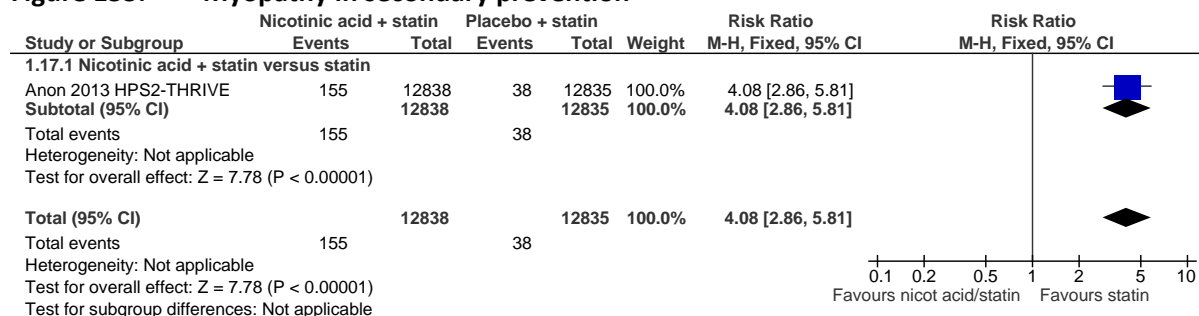 Nicotinic acid + statin Placebo + statin Risk Ratio Risk Ratio
Study or Subgroup Events Total Events Total Weight M-H, Fixed, 95% CI M-H, Fixed, 95% CI
1.17.1 Nicotinic acid + statin versus statin
Anon 2013 HPS2-THRIVE 155 12838 38 12835 100.0% 4.08 [2.86, 5.81]
Subtotal (95% CI) 12838 12835 100.0% 4.08 [2.86, 5.81]
Total events 155 38
Heterogeneity: Not applicable
Test for overall effect: Z = 7.78 (P < 0.00001)
Total (95% CI) 12838 12835 100.0% 4.08 [2.86, 5.81]
Total events 155 38
Heterogeneity: Not applicable
Test for overall effect: Z = 7.78 (P < 0.00001)
Test for subgroup differences: Not applicable
0.1 0.2 0.5 1 2 5 10
Favours nicot acid/statin Favours statin